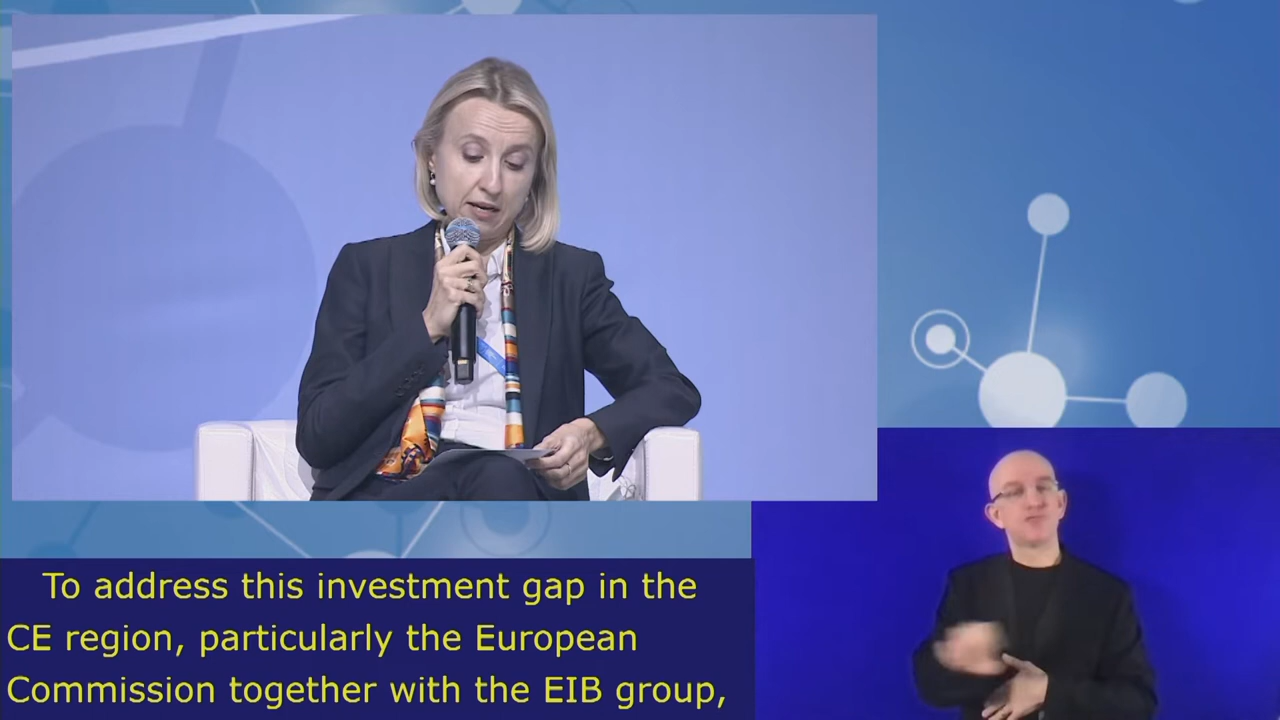 To address this investment gap in the
CE region, particularly the European
Commission together with the EIB group,